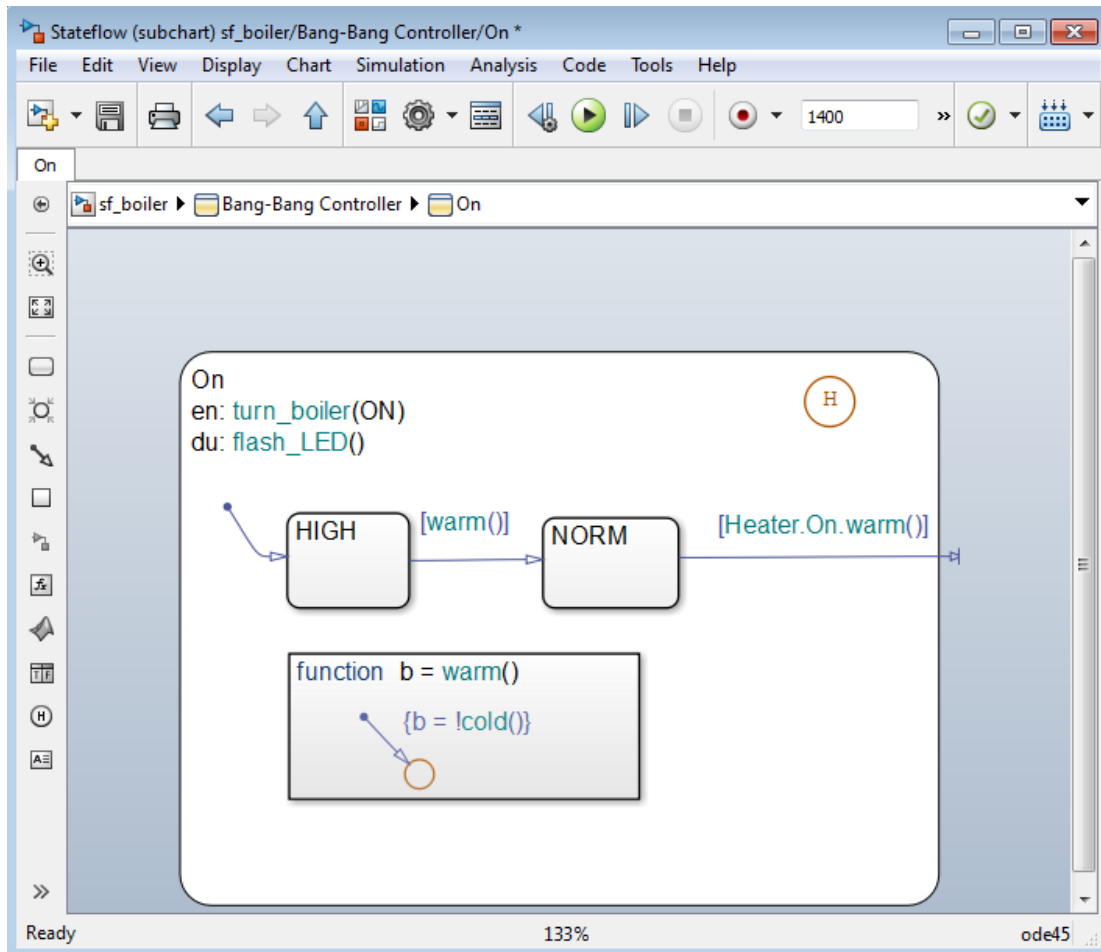 Stateflow (subchart) sf_boiler/Bang-Bang Controller/On *
File Edit View Display Chart Simulation Analysis Code Tools Help
1400 »
On
sf_boiler Bang-Bang Controller On
On
en: turn_boiler(ON)
du: flash_LED()
H
HIGH
[warm()]
NORM
[Heater.On.warm()]
function b = warm()
{b = !cold()}
fx
T F
H
A
Ready 133% ode45